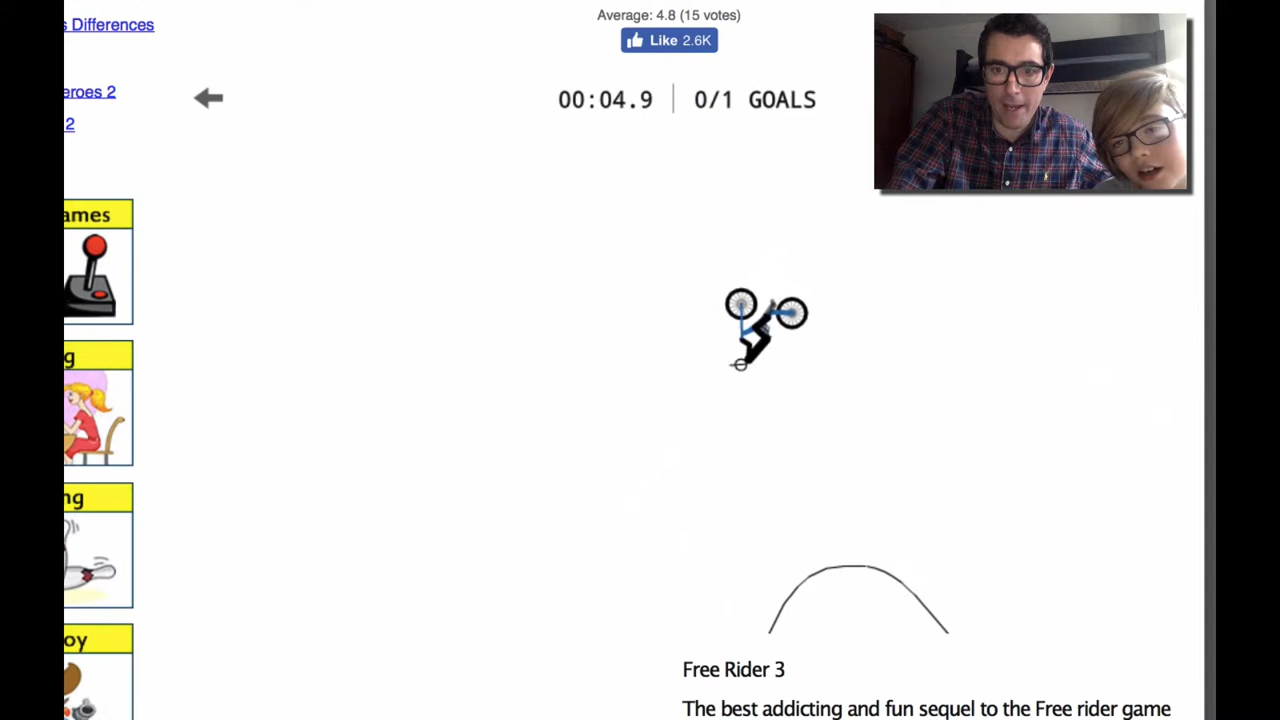 s Differences
eroes 2
2
Average: 4.8 (15 votes)
Like 2.6K
00:04.9 | 0/1 GOALS
ames
g
ng
oy
Free Rider 3
The best addicting and fun sequel to the Free rider game